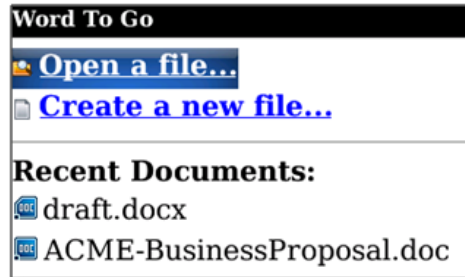 Word To Go
Open a file...
Create a new file...
Recent Documents:
draft.docx
ACME-BusinessProposal.doc